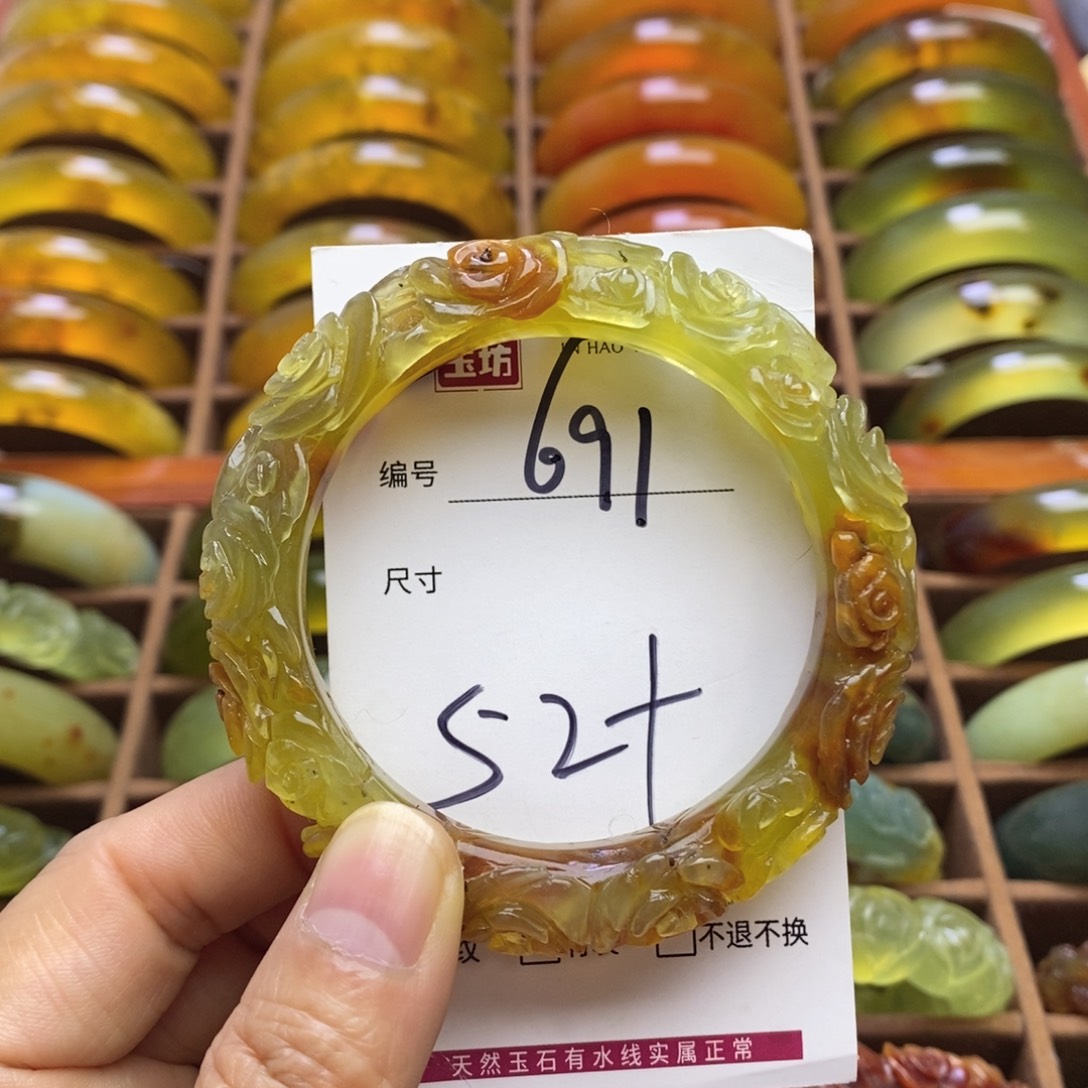 玉坊
IN HAO
编号 691
尺寸
52+
不退不换
天然玉石有水线实属正常